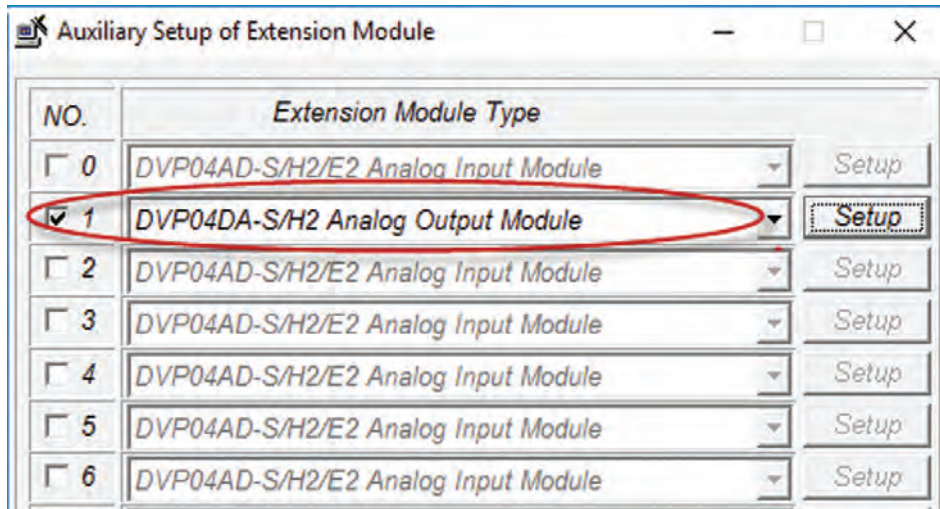 Auxiliary Setup of Extension Module
NO. Extension Module Type
0 DVP04AD-S/H2/E2 Analog Input Module Setup
1 DVP04DA-S/H2 Analog Output Module Setup
2 DVP04AD-S/H2/E2 Analog Input Module Setup
3 DVP04AD-S/H2/E2 Analog Input Module Setup
4 DVP04AD-S/H2/E2 Analog Input Module Setup
5 DVP04AD-S/H2/E2 Analog Input Module Setup
6 DVP04AD-S/H2/E2 Analog Input Module Setup